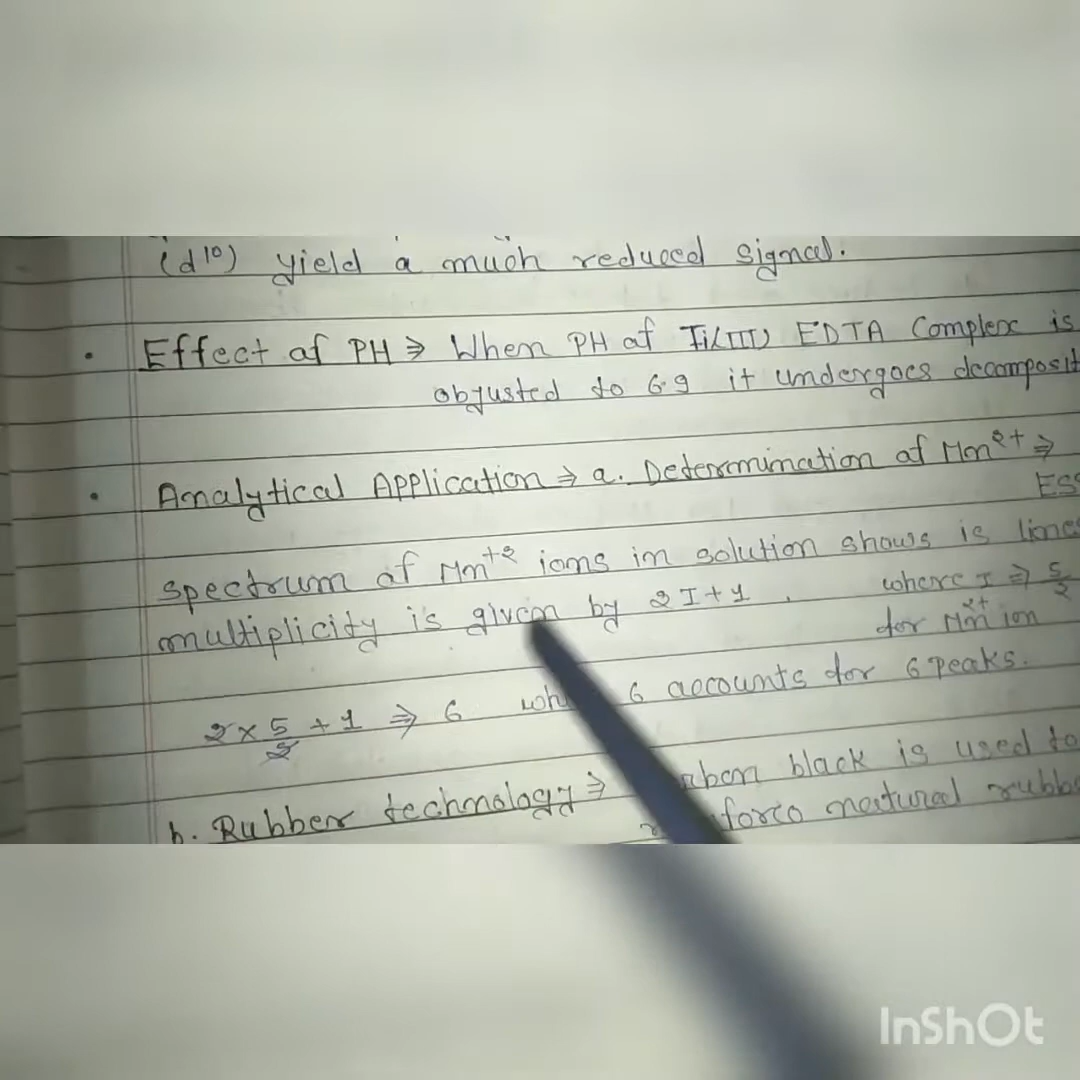 (d¹⁰) yield a much reduced signal.
• Effect of PH ⇒ When PH of Ti(III) EDTA Complex is
objusted to 6.9 it undergoes decomposit
• Analytical Application ⇒ a. Determination of Mn²⁺ ⇒
ES
spectrum of Mn⁺² ions in solution shows is lines
multiplicity is given by 2I+1. where I ⇒ 5/2
for Mn²⁺ ion
2 × 5/2 + 1 ⇒ 6 6 accounts for 6 peaks.
b. Rubber technology ⇒ black is used to
natural rubbe
InShOt